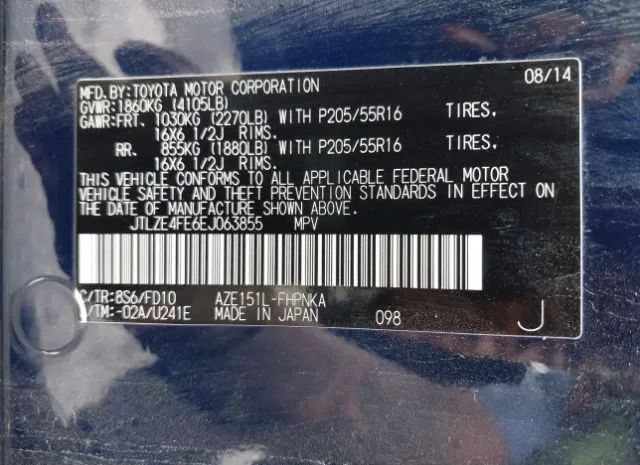 MFD. BY: TOYOTA MOTOR CORPORATION 08/14
GVWR: 1860KG (4105LB)
GAWR: FRT. 1030KG (2270LB) WITH P205/55R16 TIRES,
16X6 1/2J RIMS.
RR. 855KG (1880LB) WITH P205/55R16 TIRES,
16X6 1/2J RIMS.
THIS VEHICLE CONFORMS TO ALL APPLICABLE FEDERAL MOTOR
VEHICLE SAFETY AND THEFT PREVENTION STANDARDS IN EFFECT ON
THE DATE OF MANUFACTURE SHOWN ABOVE.
JTLZE4FE6EJ063855 MPV
C/TR: 8S6/FD10 AZE151L-FHPNKA
/TM: -02A/U241E MADE IN JAPAN 098 J